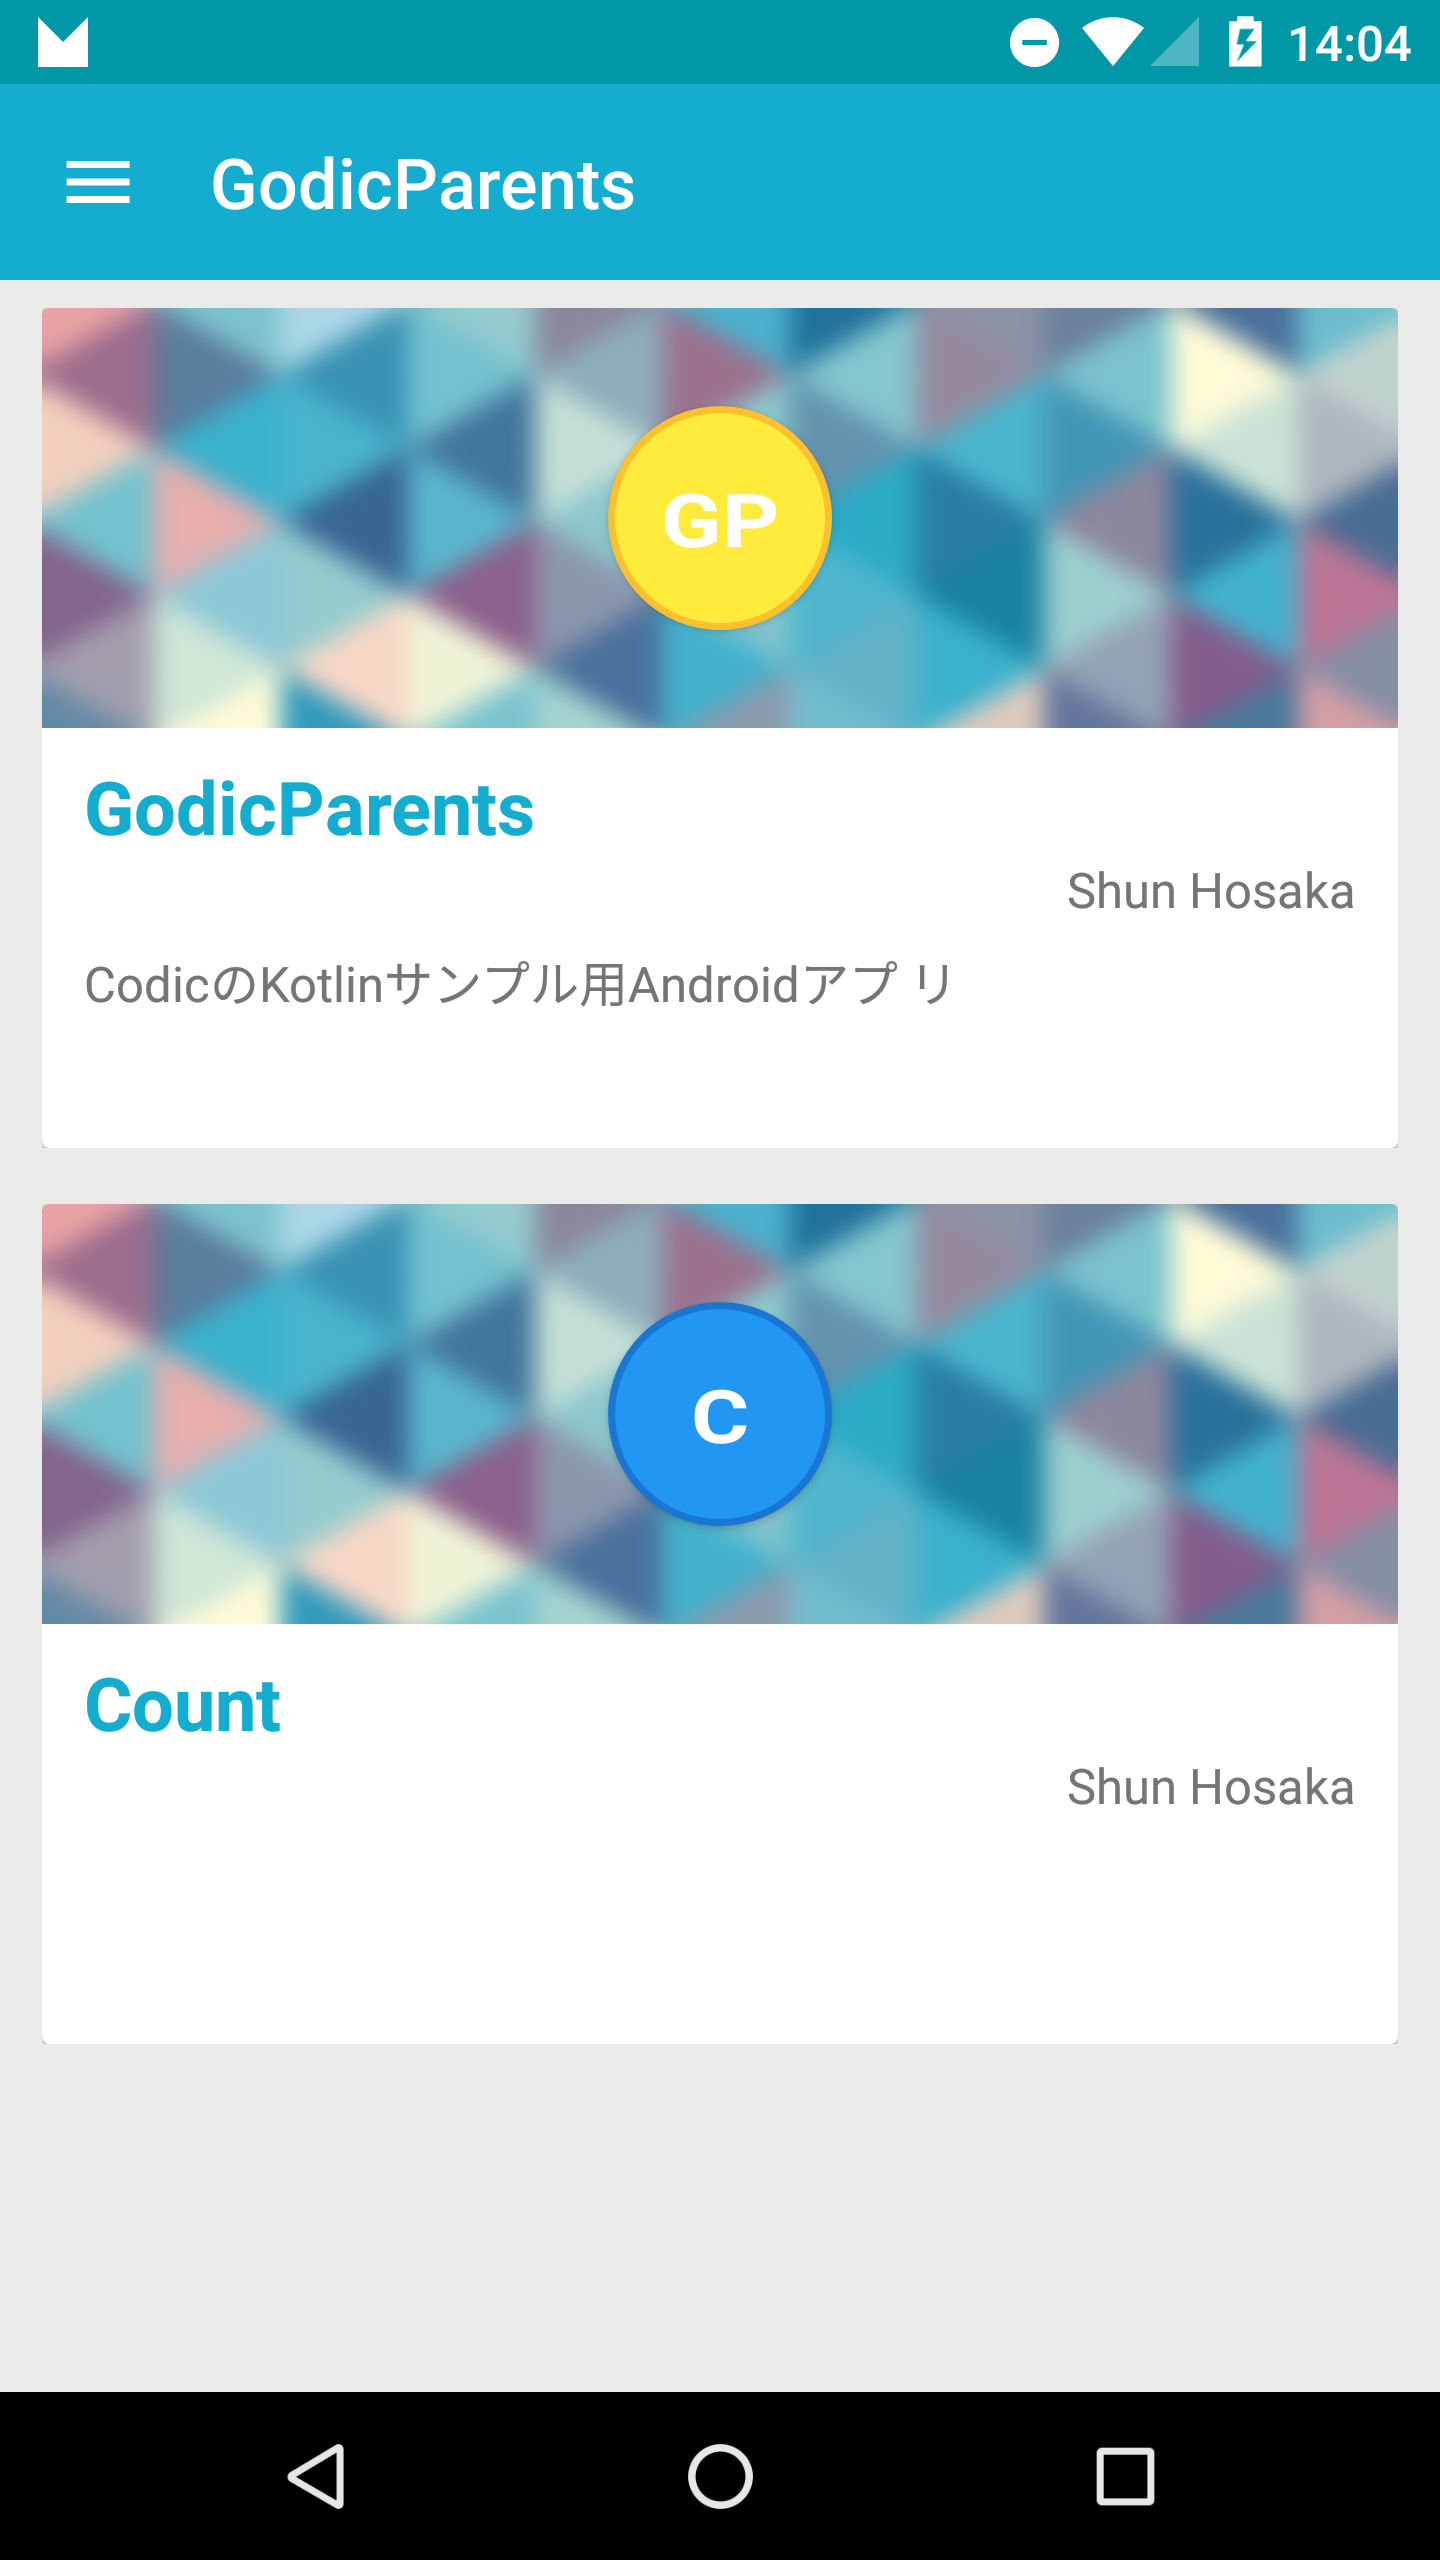 14:04
GodicParents
GP
GodicParents
Shun Hosaka
CodicのKotlinサンプル用Androidアプ リ
C
Count
Shun Hosaka